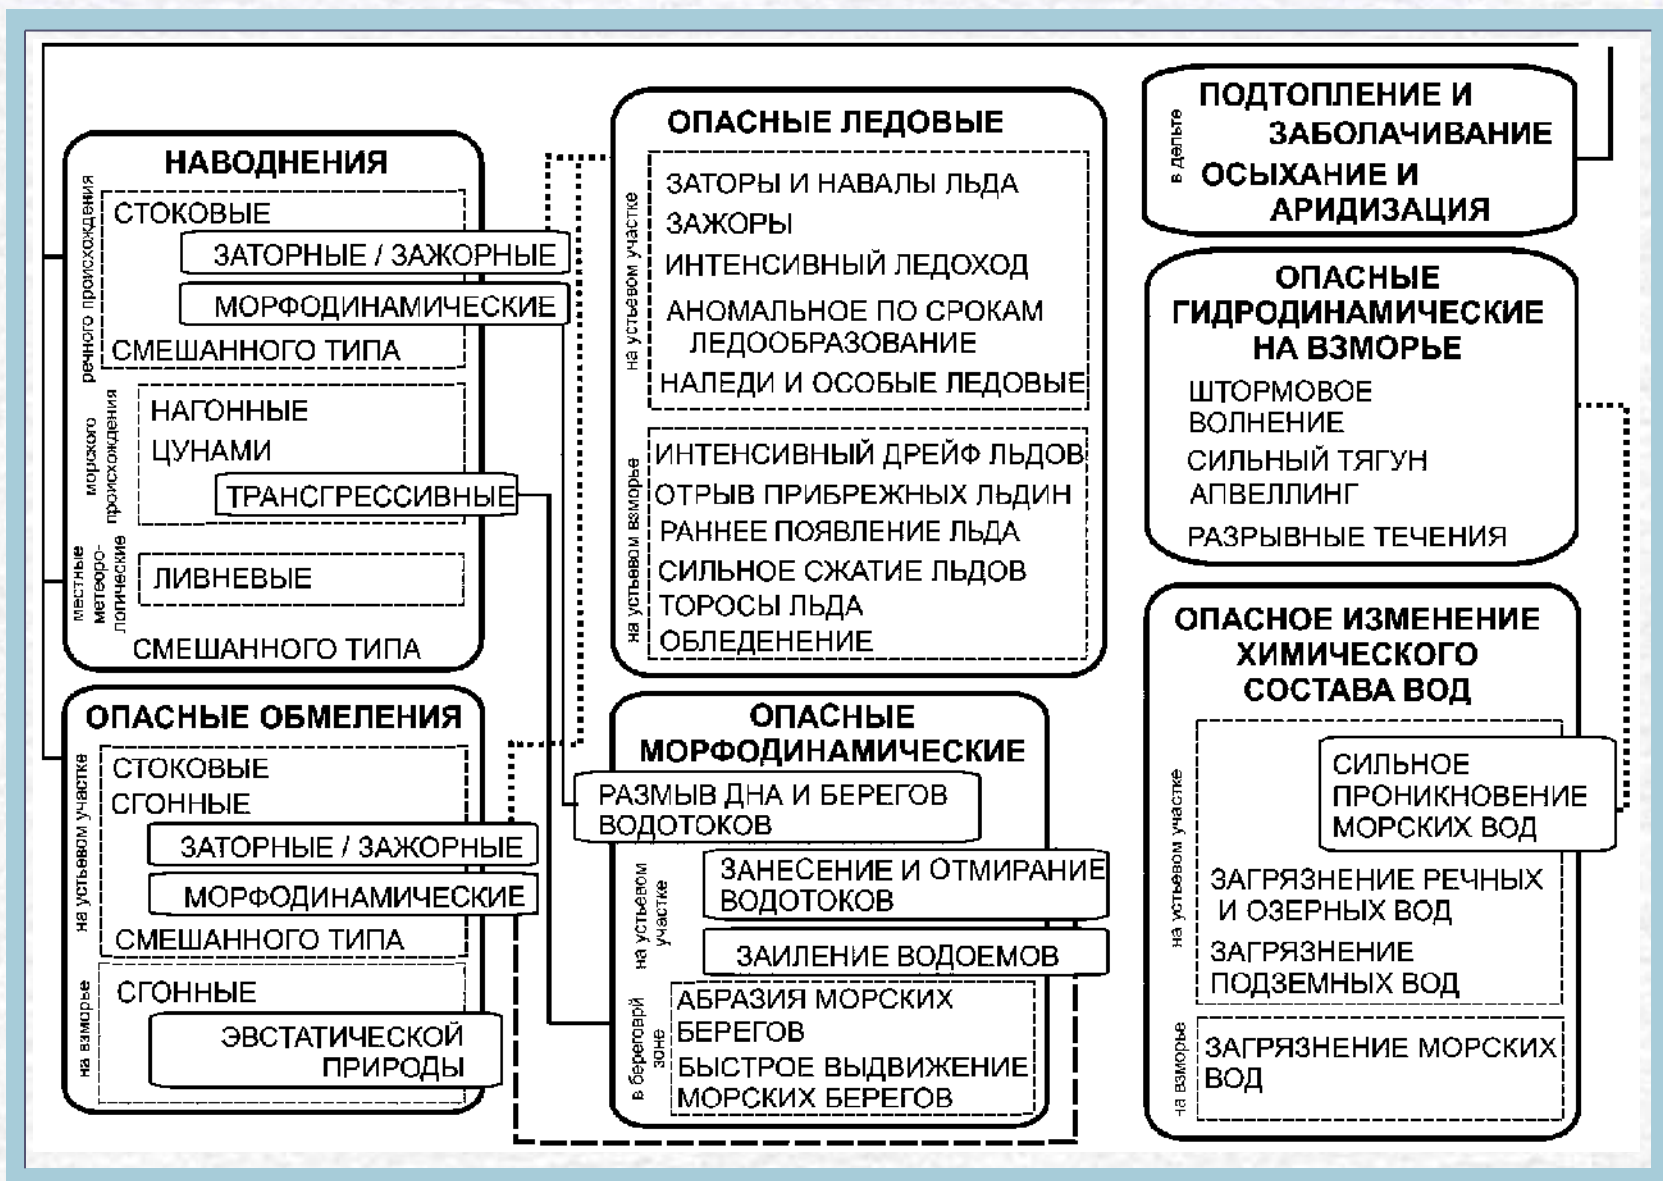 НАВОДНЕНИЯ
речного происхождения
СТОКОВЫЕ
ЗАТОРНЫЕ / ЗАЖОРНЫЕ
МОРФОДИНАМИЧЕСКИЕ
СМЕШАННОГО ТИПА
морского
происхождения
НАГОННЫЕ
ЦУНАМИ
ТРАНСГРЕССИВНЫЕ
местные
метеоро-
логические
ЛИВНЕВЫЕ
СМЕШАННОГО ТИПА
ОПАСНЫЕ ОБМЕЛЕНИЯ
на устьевом участке
СТОКОВЫЕ
СГОННЫЕ
ЗАТОРНЫЕ / ЗАЖОРНЫЕ
МОРФОДИНАМИЧЕСКИЕ
СМЕШАННОГО ТИПА
на взморье
СГОННЫЕ
ЭВСТАТИЧЕСКОЙ
ПРИРОДЫ
ОПАСНЫЕ ЛЕДОВЫЕ
на устьевом участке
ЗАТОРЫ И НАВАЛЫ ЛЬДА
ЗАЖОРЫ
ИНТЕНСИВНЫЙ ЛЕДОХОД
АНОМАЛЬНОЕ ПО СРОКАМ
ЛЕДООБРАЗОВАНИЕ
НАЛЕДИ И ОСОБЫЕ ЛЕДОВЫЕ
на устьевом взморье
ИНТЕНСИВНЫЙ ДРЕЙФ ЛЬДОВ
ОТРЫВ ПРИБРЕЖНЫХ ЛЬДИН
РАННЕЕ ПОЯВЛЕНИЕ ЛЬДА
СИЛЬНОЕ СЖАТИЕ ЛЬДОВ
ТОРОСЫ ЛЬДА
ОБЛЕДЕНЕНИЕ
ОПАСНЫЕ
МОРФОДИНАМИЧЕСКИЕ
РАЗМЫВ ДНА И БЕРЕГОВ
ВОДОТОКОВ
на устьевом
участке
ЗАНЕСЕНИЕ И ОТМИРАНИЕ
ВОДОТОКОВ
ЗАИЛЕНИЕ ВОДОЕМОВ
в береговрй
зоне
АБРАЗИЯ МОРСКИХ
БЕРЕГОВ
БЫСТРОЕ ВЫДВИЖЕНИЕ
МОРСКИХ БЕРЕГОВ
в дельте
ПОДТОПЛЕНИЕ И
ЗАБОЛАЧИВАНИЕ
ОСЫХАНИЕ И
АРИДИЗАЦИЯ
ОПАСНЫЕ
ГИДРОДИНАМИЧЕСКИЕ
НА ВЗМОРЬЕ
ШТОРМОВОЕ
ВОЛНЕНИЕ
СИЛЬНЫЙ ТЯГУН
АПВЕЛЛИНГ
РАЗРЫВНЫЕ ТЕЧЕНИЯ
ОПАСНОЕ ИЗМЕНЕНИЕ
ХИМИЧЕСКОГО
СОСТАВА ВОД
на устьевом участке
СИЛЬНОЕ
ПРОНИКНОВЕНИЕ
МОРСКИХ ВОД
ЗАГРЯЗНЕНИЕ РЕЧНЫХ
И ОЗЕРНЫХ ВОД
ЗАГРЯЗНЕНИЕ
ПОДЗЕМНЫХ ВОД
на взморье
ЗАГРЯЗНЕНИЕ МОРСКИХ
ВОД